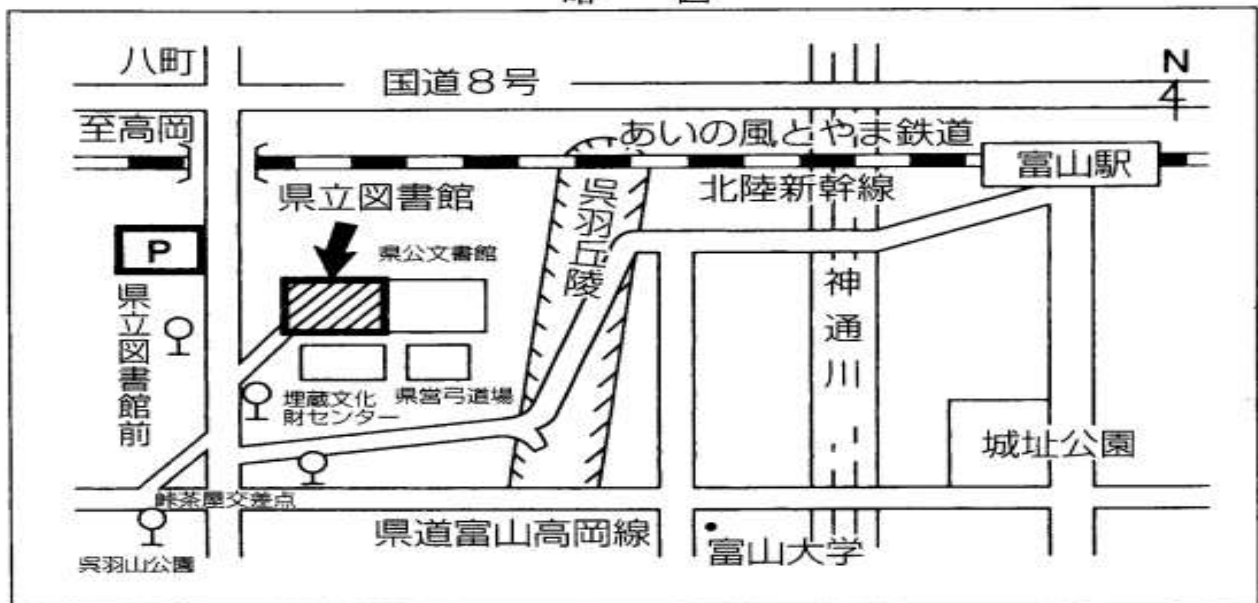 略 図
八町
国道8号
N
至高岡
あいの風とやま鉄道
富山駅
北陸新幹線
県立図書館
呉羽丘陵
P
県公文書館
県立図書館前
神通川
埋蔵文化
財センター
県営弓道場
城址公園
峠茶屋交差点
県道富山高岡線
富山大学
呉羽山公園